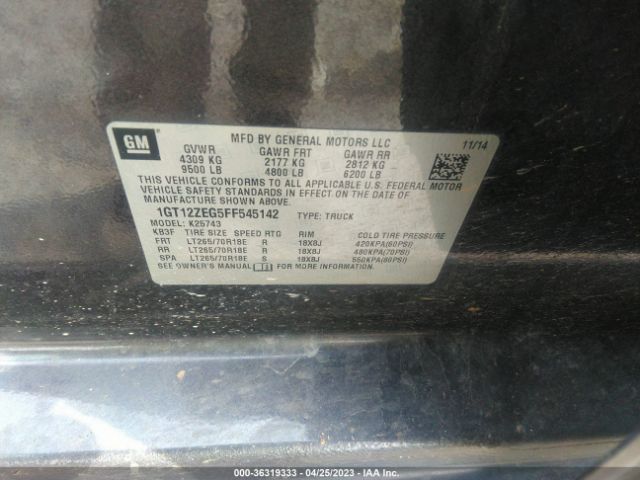 GM
MFD BY GENERAL MOTORS LLC
11/14
GVWR GAWR FRT GAWR RR
4309 KG 2177 KG 2812 KG
9500 LB 4800 LB 6200 LB
THIS VEHICLE CONFORMS TO ALL APPLICABLE U.S. FEDERAL MOTOR
VEHICLE SAFETY STANDARDS IN EFFECT ON THE DATE OF
MANUFACTURE SHOWN ABOVE.
1GT12ZEG5FF545142 TYPE: TRUCK
MODEL: K25743
KB3F TIRE SIZE SPEED RTG RIM COLD TIRE PRESSURE
FRT LT265/70R18E R 18X8J 420KPA(60PSI)
RR LT265/70R18E R 18X8J 480KPA(70PSI)
SPA LT265/70R18E S 18X8J 550KPA(80PSI)
SEE OWNER'S MANUAL FOR MORE INFORMATION.
000-36319333 - 04/25/2023 - IAA Inc.